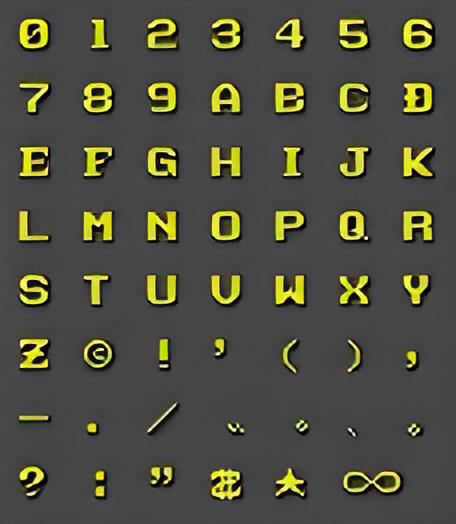 0 1 2 3 4 5 6
7 8 9 A B C D
E F G H I J K
L M N O P Q R
S T U V W X Y
Z © ! ’ ( ) ,
— . /
? : ” # ★ ∞